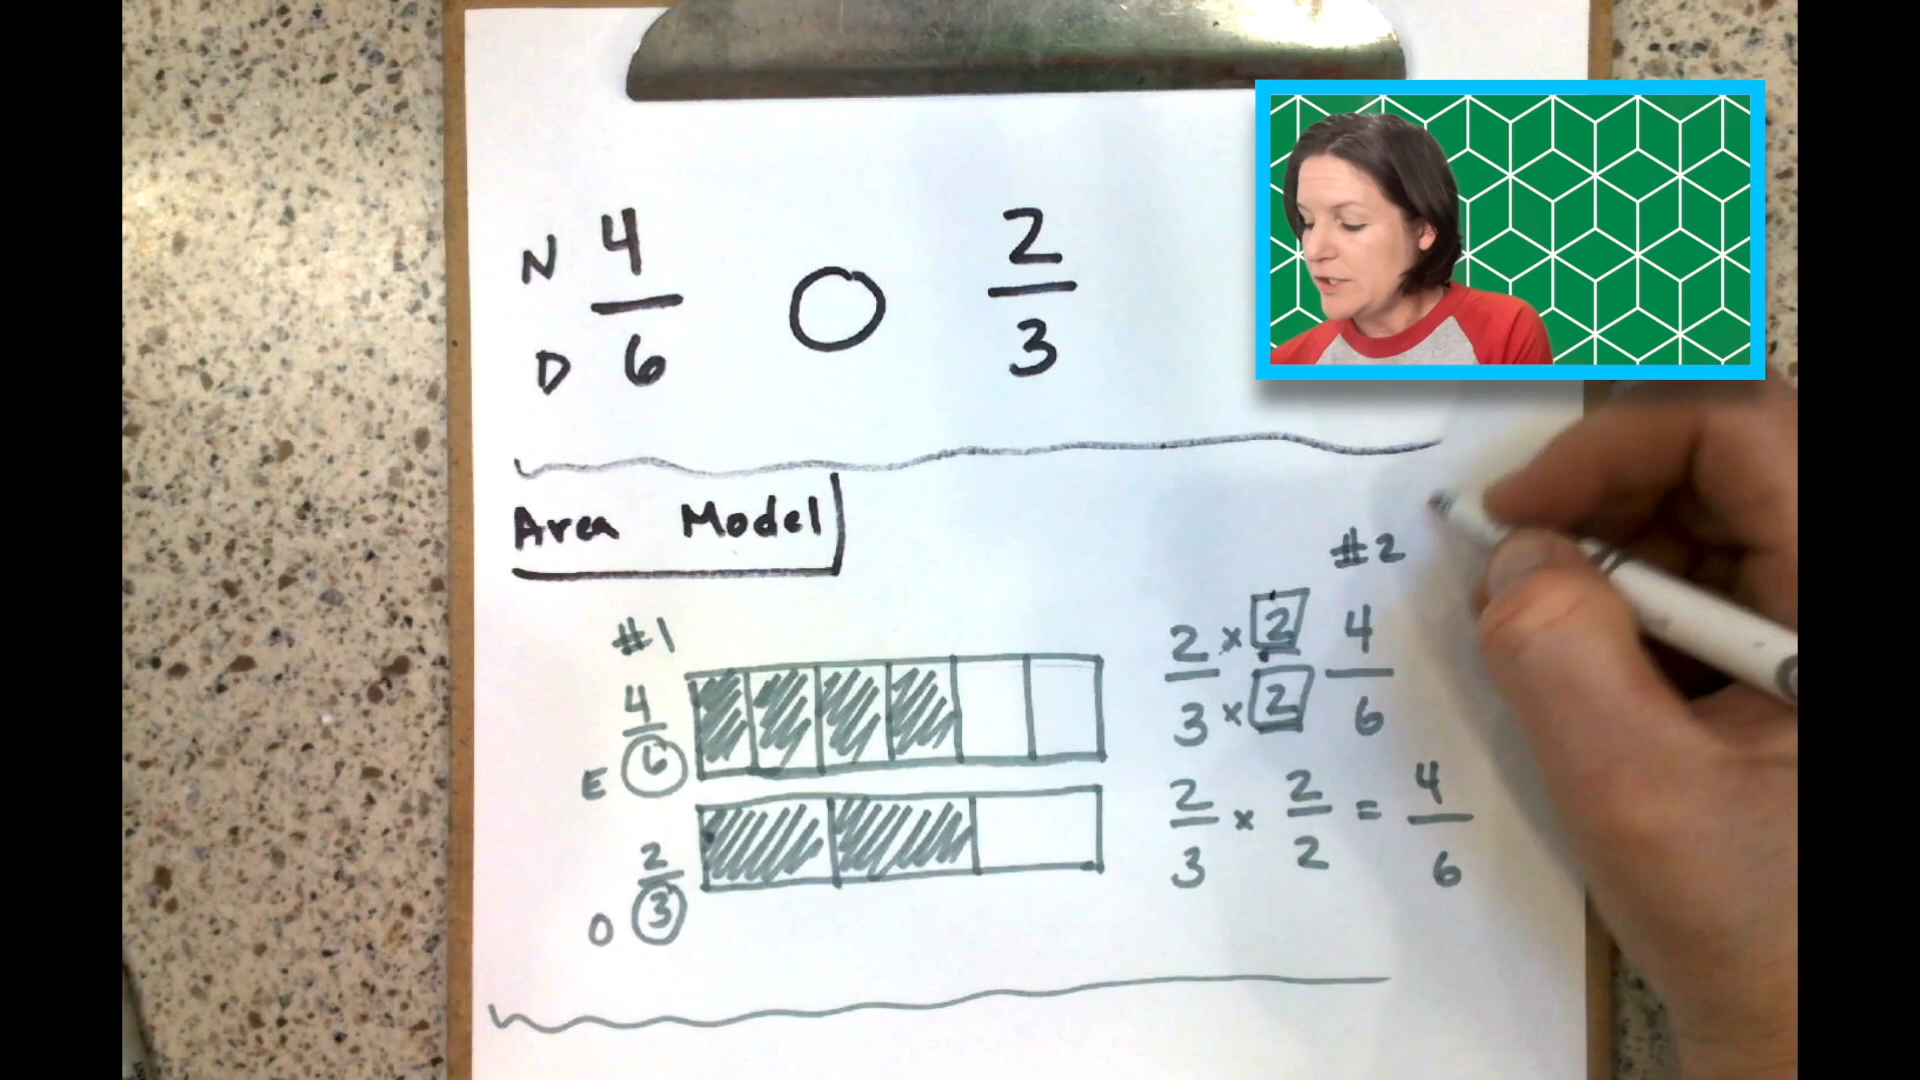 N 4/6 2/3
D
Area Model
#1 #2
4/6
E
2/3
O
2 × 2 4
3 × 2 6
2/3 × 2/2 = 4/6